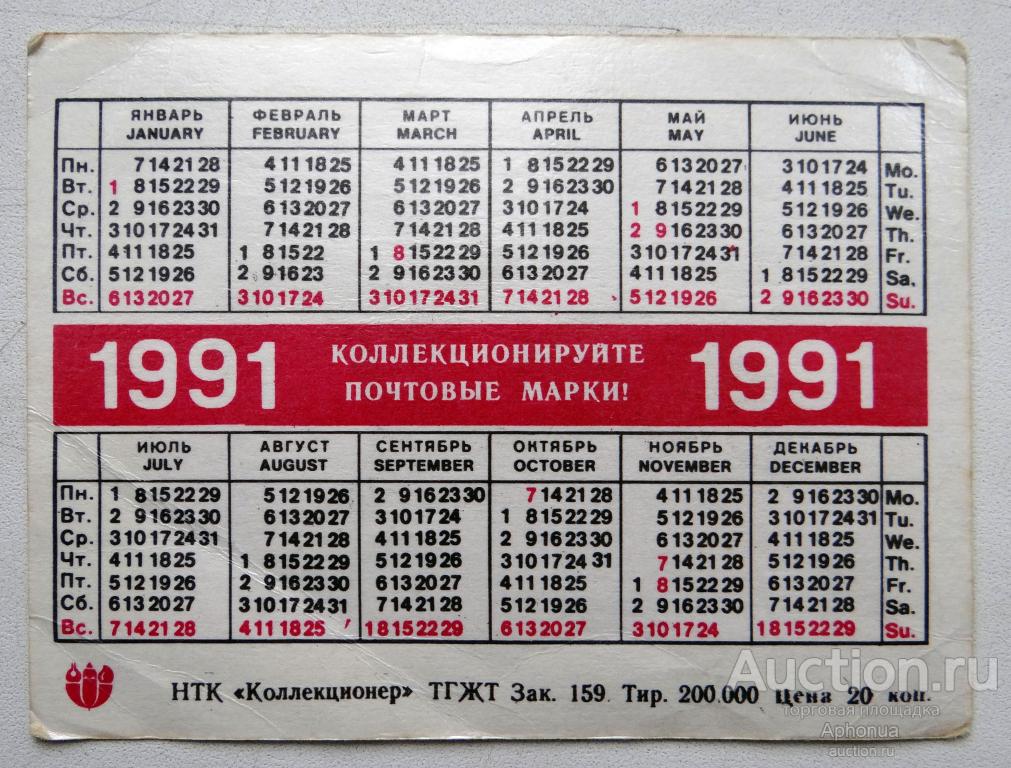 ЯНВАРЬ ФЕВРАЛЬ МАРТ АПРЕЛЬ МАЙ ИЮНЬ
JANUARY FEBRUARY MARCH APRIL MAY JUNE
Пн. 7 14 21 28 4 11 18 25 4 11 18 25 1 8 15 22 29 6 13 20 27 3 10 17 24 Mo.
Вт. 1 8 15 22 29 5 12 19 26 5 12 19 26 2 9 16 23 30 7 14 21 28 4 11 18 25 Tu.
Ср. 2 9 16 23 30 6 13 20 27 6 13 20 27 3 10 17 24 1 8 15 22 29 5 12 19 26 We.
Чт. 3 10 17 24 31 7 14 21 28 7 14 21 28 4 11 18 25 2 9 16 23 30 6 13 20 27 Th.
Пт. 4 11 18 25 1 8 15 22 1 8 15 22 29 5 12 19 26 3 10 17 24 31 7 14 21 28 Fr.
Сб. 5 12 19 26 2 9 16 23 2 9 16 23 30 6 13 20 27 4 11 18 25 1 8 15 22 29 Sa.
Вс. 6 13 20 27 3 10 17 24 3 10 17 24 31 7 14 21 28 5 12 19 26 2 9 16 23 30 Su.
1991 КОЛЛЕКЦИОНИРУЙТЕ 1991
ПОЧТОВЫЕ МАРКИ!
ИЮЛЬ АВГУСТ СЕНТЯБРЬ ОКТЯБРЬ НОЯБРЬ ДЕКАБРЬ
JULY AUGUST SEPTEMBER OCTOBER NOVEMBER DECEMBER
Пн. 1 8 15 22 29 5 12 19 26 2 9 16 23 30 7 14 21 28 4 11 18 25 2 9 16 23 30 Mo.
Вт. 2 9 16 23 30 6 13 20 27 3 10 17 24 1 8 15 22 29 5 12 19 26 3 10 17 24 31 Tu.
Ср. 3 10 17 24 31 7 14 21 28 4 11 18 25 2 9 16 23 30 6 13 20 27 4 11 18 25 We.
Чт. 4 11 18 25 1 8 15 22 29 5 12 19 26 3 10 17 24 31 7 14 21 28 5 12 19 26 Th.
Пт. 5 12 19 26 2 9 16 23 30 6 13 20 27 4 11 18 25 1 8 15 22 29 6 13 20 27 Fr.
Сб. 6 13 20 27 3 10 17 24 31 7 14 21 28 5 12 19 26 2 9 16 23 30 7 14 21 28 Sa.
Вс. 7 14 21 28 4 11 18 25 1 8 15 22 29 6 13 20 27 3 10 17 24 1 8 15 22 29 Su.
НТК «Коллекционер» ТГЖТ Зак. 159. Тир. 200.000 Цена 20 коп.
Auction.ru
торговая площадка
Aphonua
auction.ru